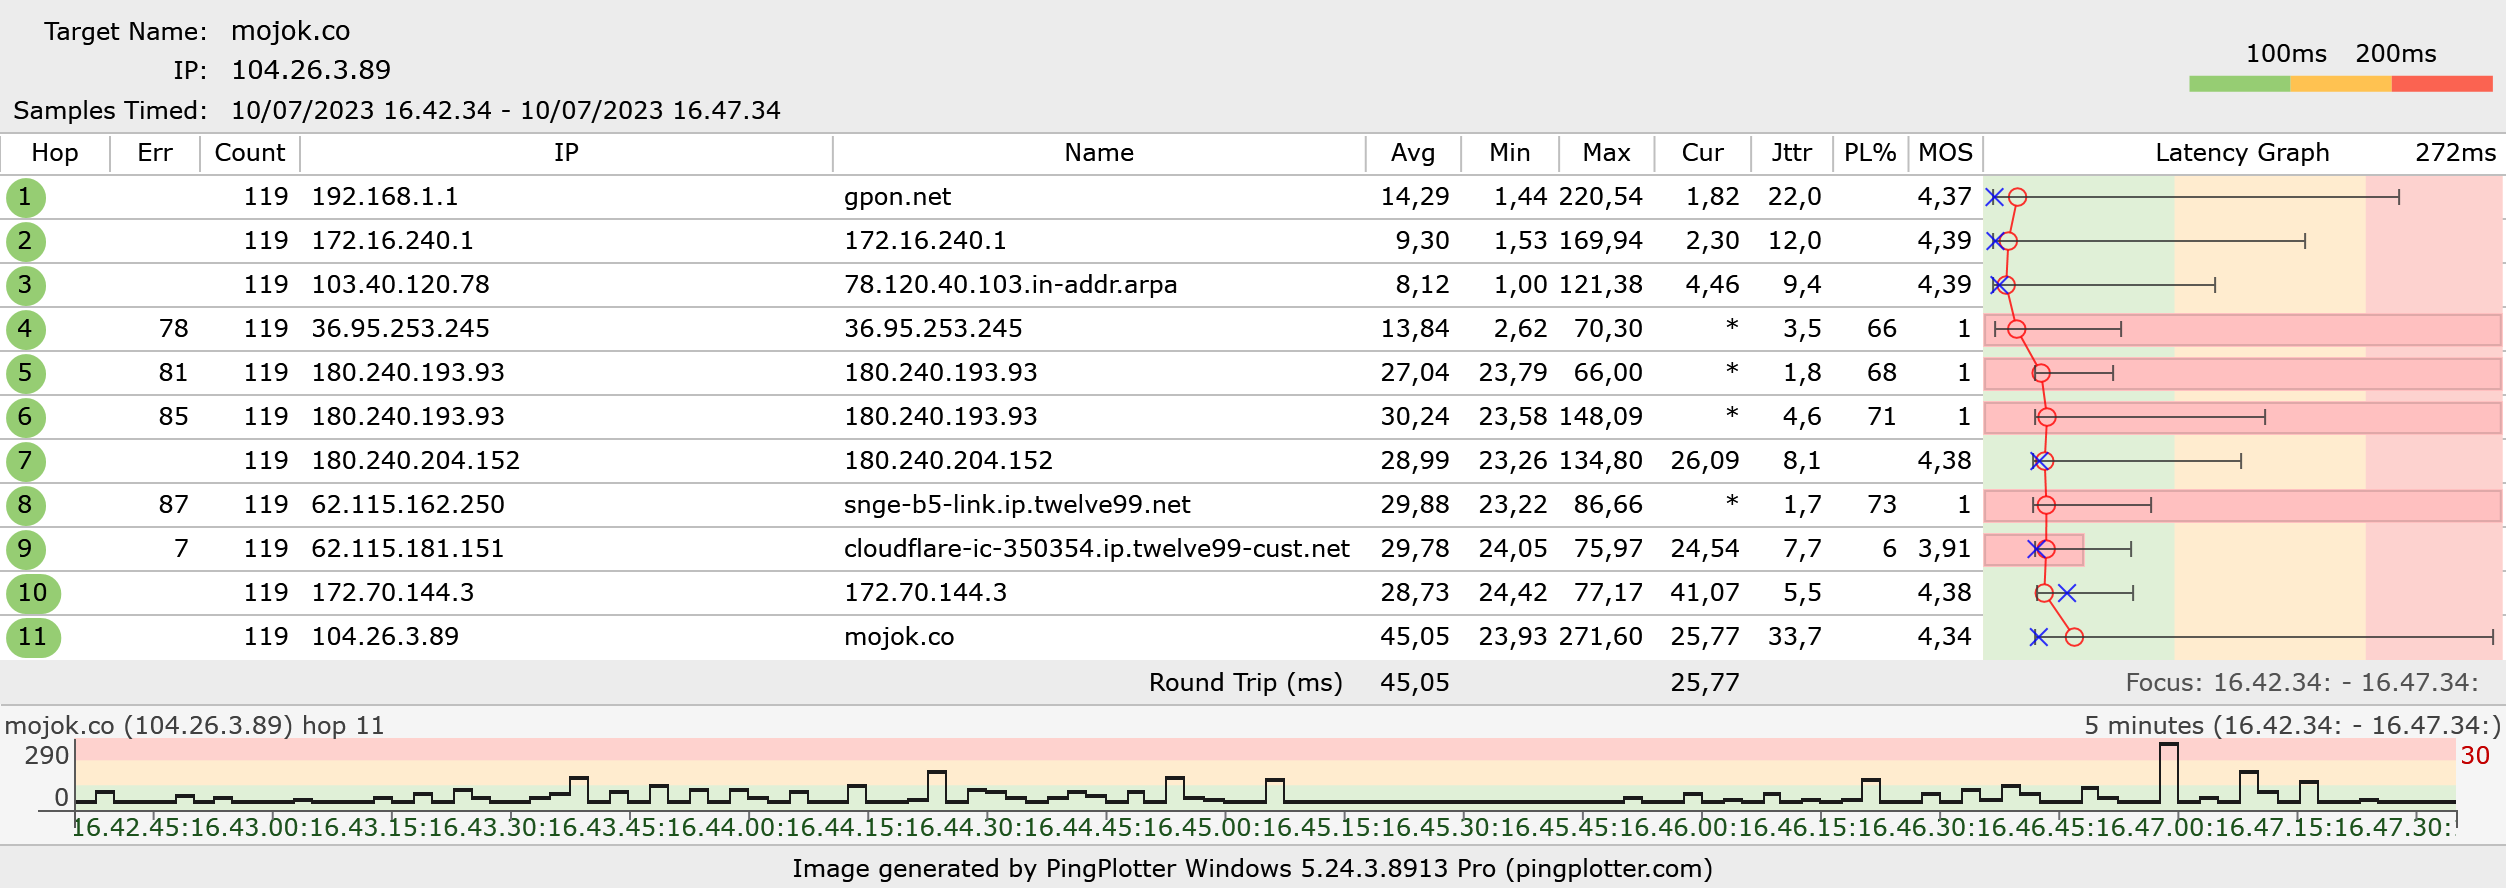 Target Name: mojok.co
IP: 104.26.3.89
Samples Timed: 10/07/2023 16.42.34 - 10/07/2023 16.47.34
100ms 200ms
Hop Err Count IP Name Avg Min Max Cur Jttr PL% MOS Latency Graph 272ms
1 119 192.168.1.1 gpon.net 14,29 1,44 220,54 1,82 22,0 4,37
2 119 172.16.240.1 172.16.240.1 9,30 1,53 169,94 2,30 12,0 4,39
3 119 103.40.120.78 78.120.40.103.in-addr.arpa 8,12 1,00 121,38 4,46 9,4 4,39
4 78 119 36.95.253.245 36.95.253.245 13,84 2,62 70,30 * 3,5 66 1
5 81 119 180.240.193.93 180.240.193.93 27,04 23,79 66,00 * 1,8 68 1
6 85 119 180.240.193.93 180.240.193.93 30,24 23,58 148,09 * 4,6 71 1
7 119 180.240.204.152 180.240.204.152 28,99 23,26 134,80 26,09 8,1 4,38
8 87 119 62.115.162.250 snge-b5-link.ip.twelve99.net 29,88 23,22 86,66 * 1,7 73 1
9 7 119 62.115.181.151 cloudflare-ic-350354.ip.twelve99-cust.net 29,78 24,05 75,97 24,54 7,7 6 3,91
10 119 172.70.144.3 172.70.144.3 28,73 24,42 77,17 41,07 5,5 4,38
11 119 104.26.3.89 mojok.co 45,05 23,93 271,60 25,77 33,7 4,34
Round Trip (ms) 45,05 25,77 Focus: 16.42.34: - 16.47.34:
mojok.co (104.26.3.89) hop 11 5 minutes (16.42.34: - 16.47.34:)
290 30
0
16.42.45:16.43.00:16.43.15:16.43.30:16.43.45:16.44.00:16.44.15:16.44.30:16.44.45:16.45.00:16.45.15:16.45.30:16.45.45:16.46.00:16.46.15:16.46.30:16.46.45:16.47.00:16.47.15:16.47.30:
Image generated by PingPlotter Windows 5.24.3.8913 Pro (pingplotter.com)